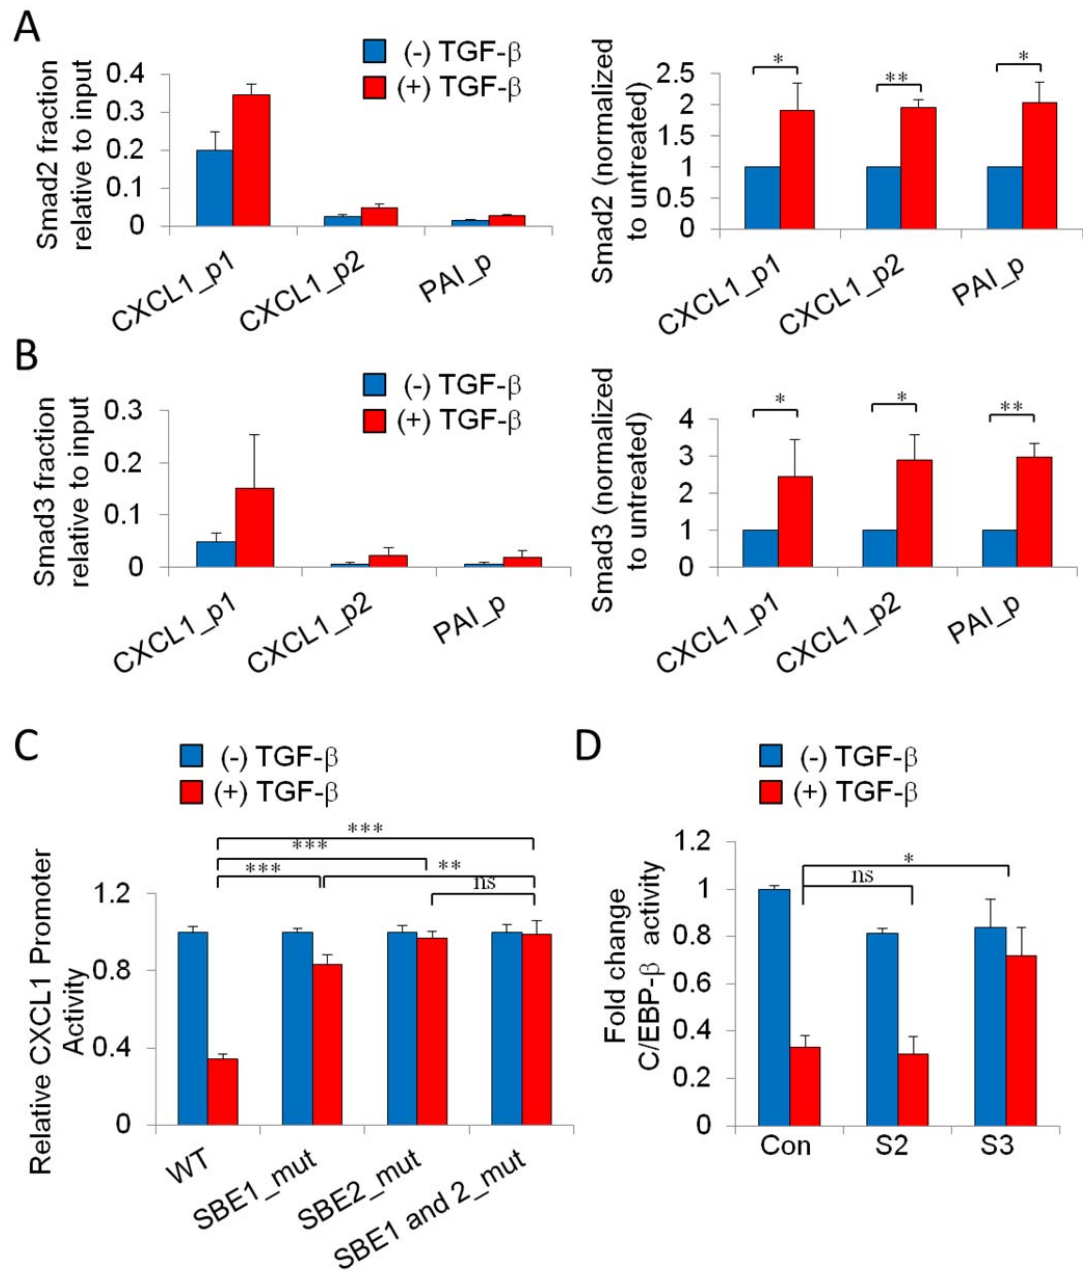 A
(-) TGF-β
(+) TGF-β
Smad2 fraction
relative to input
0.4
0.3
0.2
0.1
0
CXCL1_p1
CXCL1_p2
PAI_p
Smad2 (normalized
to untreated)
2.5
2
1.5
1
0.5
0
*
**
*
CXCL1_p1
CXCL1_p2
PAI_p
B
(-) TGF-β
(+) TGF-β
Smad3 fraction
relative to input
0.3
0.2
0.1
0
CXCL1_p1
CXCL1_p2
PAI_p
Smad3 (normalized
to untreated)
4
3
2
1
0
*
*
**
CXCL1_p1
CXCL1_p2
PAI_p
C
(-) TGF-β
(+) TGF-β
Relative CXCL1 Promoter
Activity
***
***
*** **
ns
1.2
0.8
0.4
0
WT
SBE1_mut
SBE2_mut
SBE1 and 2_mut
D
(-) TGF-β
(+) TGF-β
Fold change
C/EBP-β activity
1.2
1
0.8
0.6
0.4
0.2
0
*
ns
Con
S2
S3